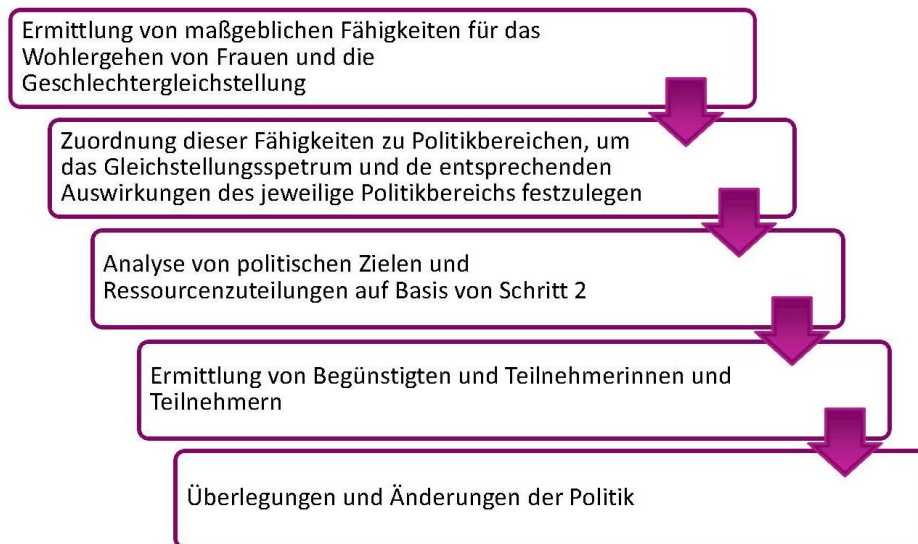 Ermittlung von maßgeblichen Fähigkeiten für das
Wohlergehen von Frauen und die
Geschlechtergleichstellung
Zuordnung dieser Fähigkeiten zu Politikbereichen, um
das Gleichstellungsspetrum und de entsprechenden
Auswirkungen des jeweilige Politikbereichs festzulegen
Analyse von politischen Zielen und
Ressourcenzuteilungen auf Basis von Schritt 2
Ermittlung von Begünstigten und Teilnehmerinnen und
Teilnehmern
Überlegungen und Änderungen der Politik